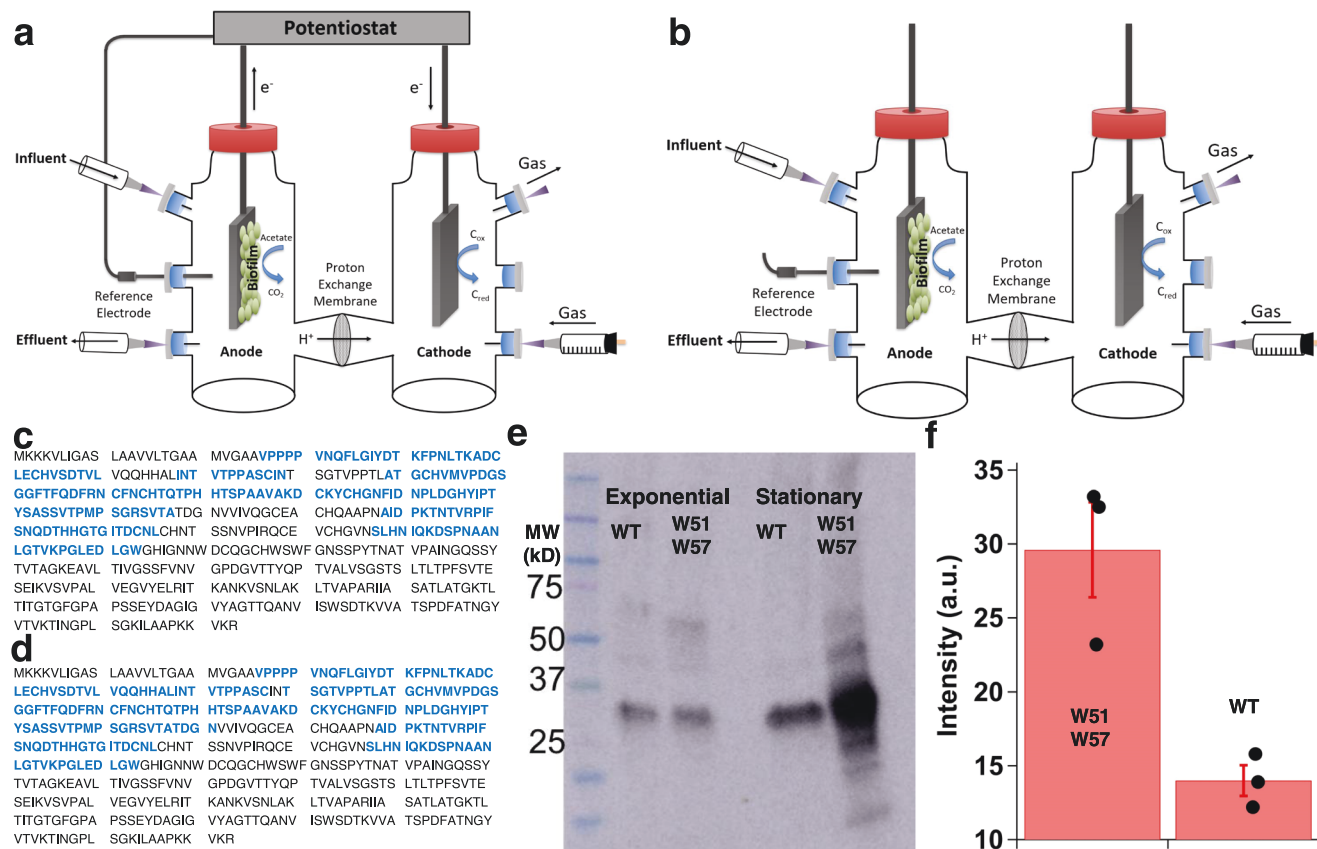 a
Potentiostat
e-
e-
Influent
Gas
Acetate
Biofilm
CO2
Cox
Cred
Reference
Electrode
Proton
Exchange
Membrane
Gas
Effluent
Anode
H+
Cathode
b
Influent
Gas
Acetate
Biofilm
CO2
Cox
Cred
Reference
Electrode
Proton
Exchange
Membrane
Gas
Effluent
Anode
H+
Cathode
c
MKKKVLIGAS LAAVVLTGAA MVGAAVPPPP VNQFLGIYDT KFPNLTKADC
LECHVSDTVL VQQHHALINT VTPPASCINT SGTVPPTLAT GCHVMVPDGS
GGFTFQDFRN CFNCHTQTPH HTSPAAVAKD CKYCHGNFID NPLDGHYIPT
YSASSVTPMP SGRSVTATDG NVVIVQGCEA CHQAAPNAID PKTNTVRPIF
SNQDTHHGTG ITDCNLCHNT SSNVPIRQCE VCHGVNSLHN IQKDSPNAAN
LGTVKPGLED LGWGHIGNNW DCQGCHWSWF GNSSPYTNAT VPAINGQSSY
TVTAGKEAVL TIVGSSFVNV GPDGVTTYQP TVALVSGSTS LTLTPFSVTE
SEIKVSVPAL VEGVYELRIT KANKVSNLAK LTVAPARIIA SATLATGKTL
TITGTGFGPA PSSEYDAGIG VYAGTTQANV ISWSDTKVVA TSPDFATNGY
VTVKTINGPL SGKILAAPKK VKR
d
MKKKVLIGAS LAAVVLTGAA MVGAAVPPPP VNQFLGIYDT KFPNLTKADC
LECHVSDTVL VQQHHALINT VTPPASCINT SGTVPPTLAT GCHVMVPDGS
GGFTFQDFRN CFNCHTQTPH HTSPAAVAKD CKYCHGNFID NPLDGHYIPT
YSASSVTPMP SGRSVTATDG NVVIVQGCEA CHQAAPNAID PKTNTVRPIF
SNQDTHHGTG ITDCNLCHNT SSNVPIRQCE VCHGVNSLHN IQKDSPNAAN
LGTVKPGLED LGWGHIGNNW DCQGCHWSWF GNSSPYTNAT VPAINGQSSY
TVTAGKEAVL TIVGSSFVNV GPDGVTTYQP TVALVSGSTS LTLTPFSVTE
SEIKVSVPAL VEGVYELRIT KANKVSNLAK LTVAPARIIA SATLATGKTL
TITGTGFGPA PSSEYDAGIG VYAGTTQANV ISWSDTKVVA TSPDFATNGY
VTVKTINGPL SGKILAAPKK VKR
e
Exponential Stationary
MW
(kD)
WT
W51
W57
WT
W51
W57
75
50
37
25
f
Intensity (a.u.)
35
30
25
20
15
10
W51
W57
WT